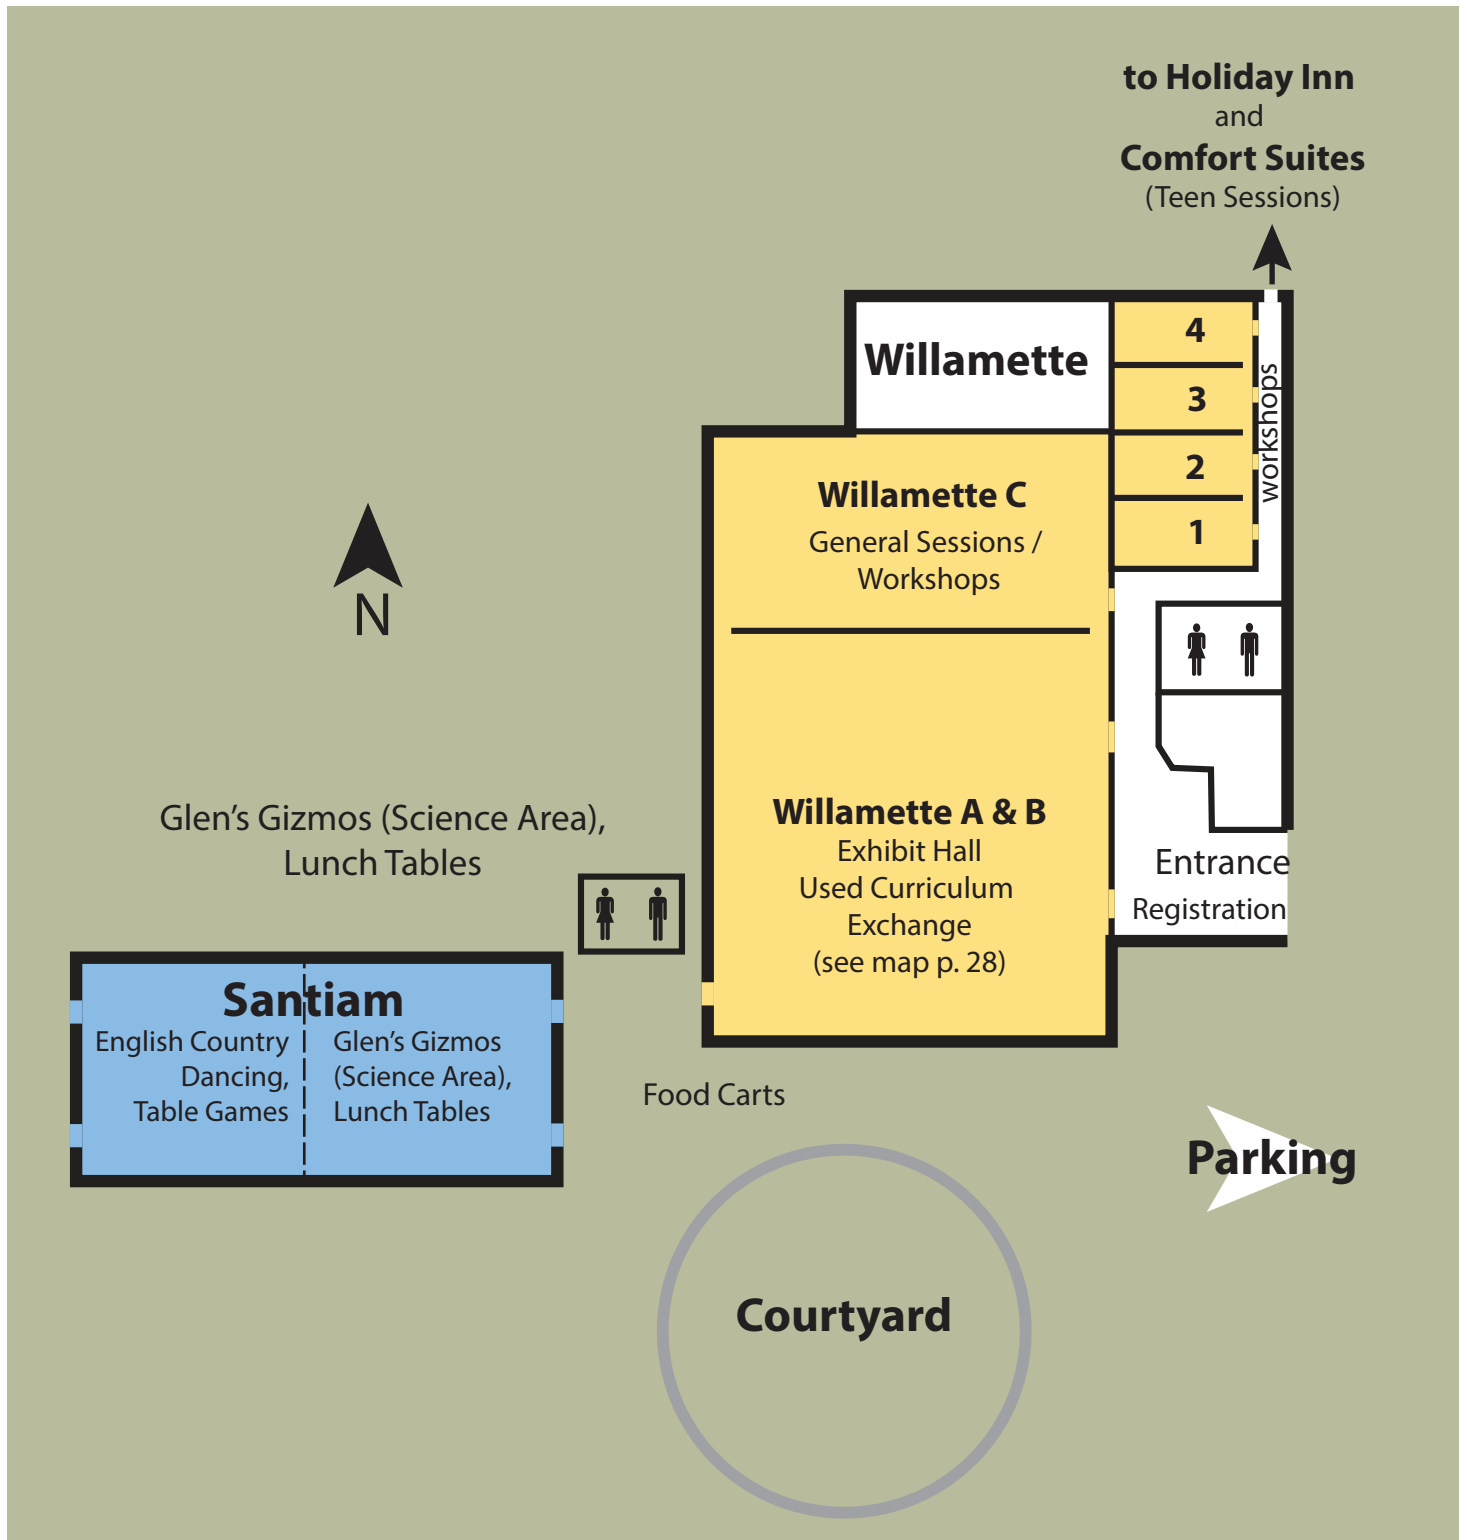 to Holiday Inn
and
Comfort Suites
(Teen Sessions)
Willamette
4
3
2
1
workshops
Willamette C
General Sessions /
Workshops
N
Glen's Gizmos (Science Area),
Lunch Tables
Willamette A & B
Exhibit Hall
Used Curriculum
Exchange
(see map p. 28)
Entrance
Registration
Santiam
English Country
Dancing,
Table Games
Glen's Gizmos
(Science Area),
Lunch Tables
Food Carts
Parking
Courtyard